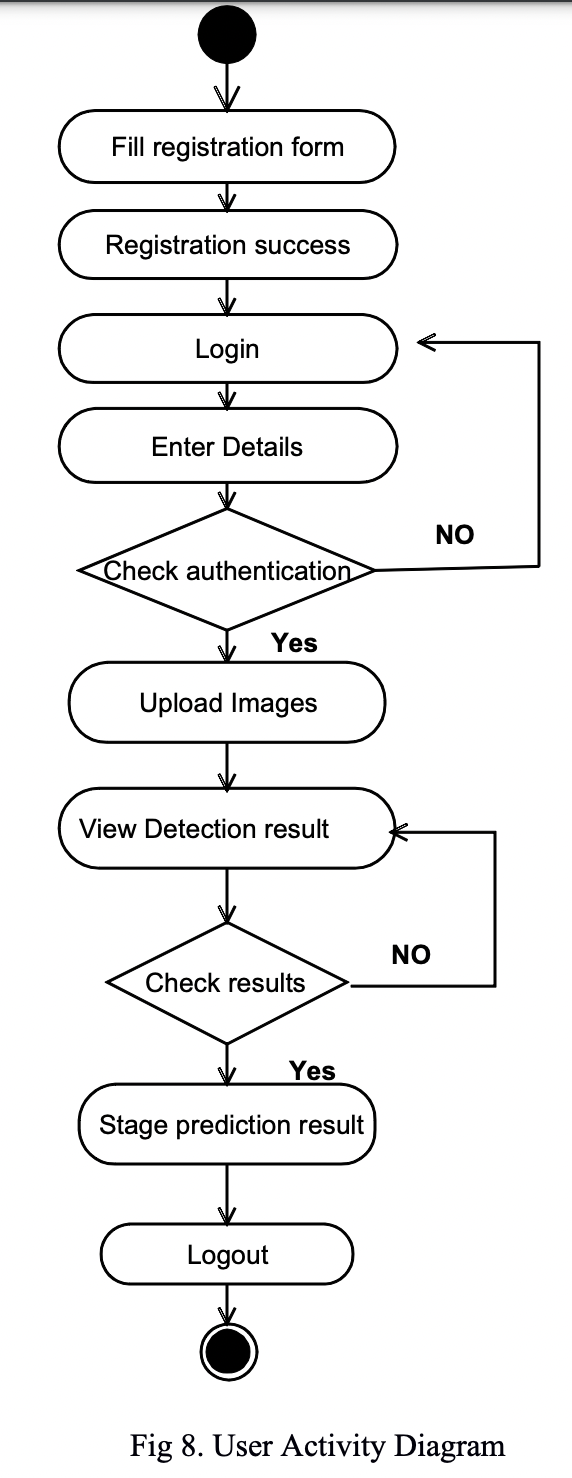 Fill registration form
Registration success
Login
Enter Details
NO
Check authentication
Yes
Upload Images
View Detection result
NO
Check results
Yes
Stage prediction result
Logout
Fig 8. User Activity Diagram